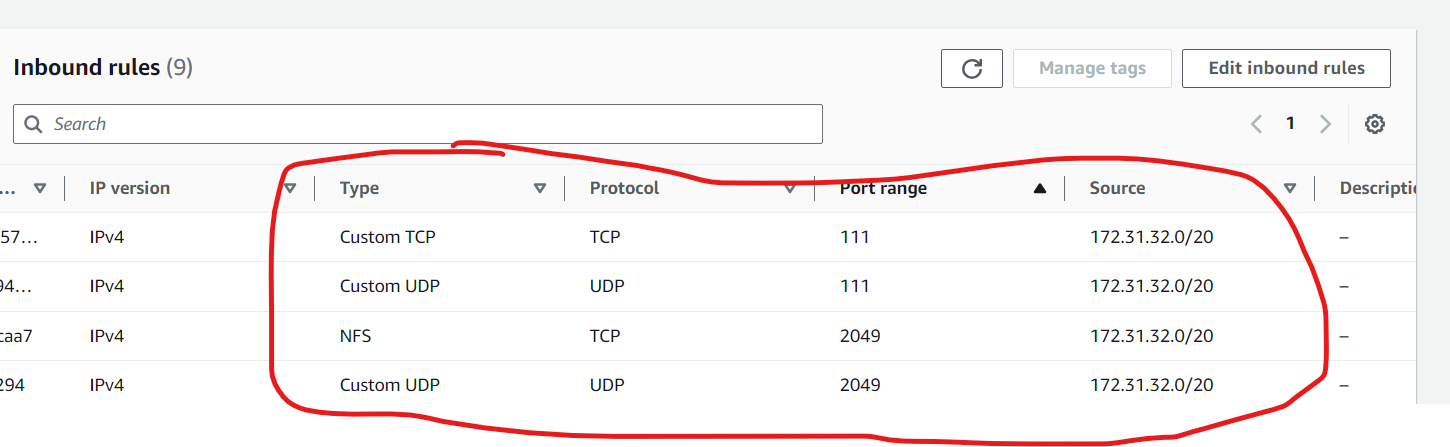 Inbound rules (9)
Manage tags
Edit inbound rules
Search
1
... IP version Type Protocol Port range Source Descriptic
57... IPv4 Custom TCP TCP 111 172.31.32.0/20 –
94... IPv4 Custom UDP UDP 111 172.31.32.0/20 –
caa7 IPv4 NFS TCP 2049 172.31.32.0/20 –
294 IPv4 Custom UDP UDP 2049 172.31.32.0/20 –